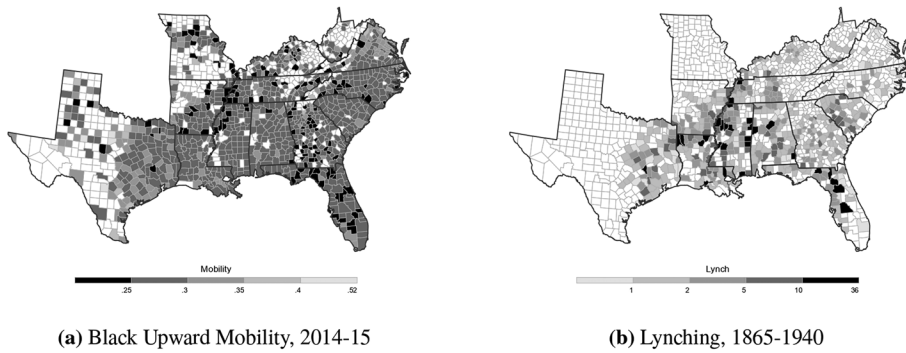 Mobility
.25 .3 .35 .4 .52
(a) Black Upward Mobility, 2014-15
Lynch
1 2 5 10 36
(b) Lynching, 1865-1940